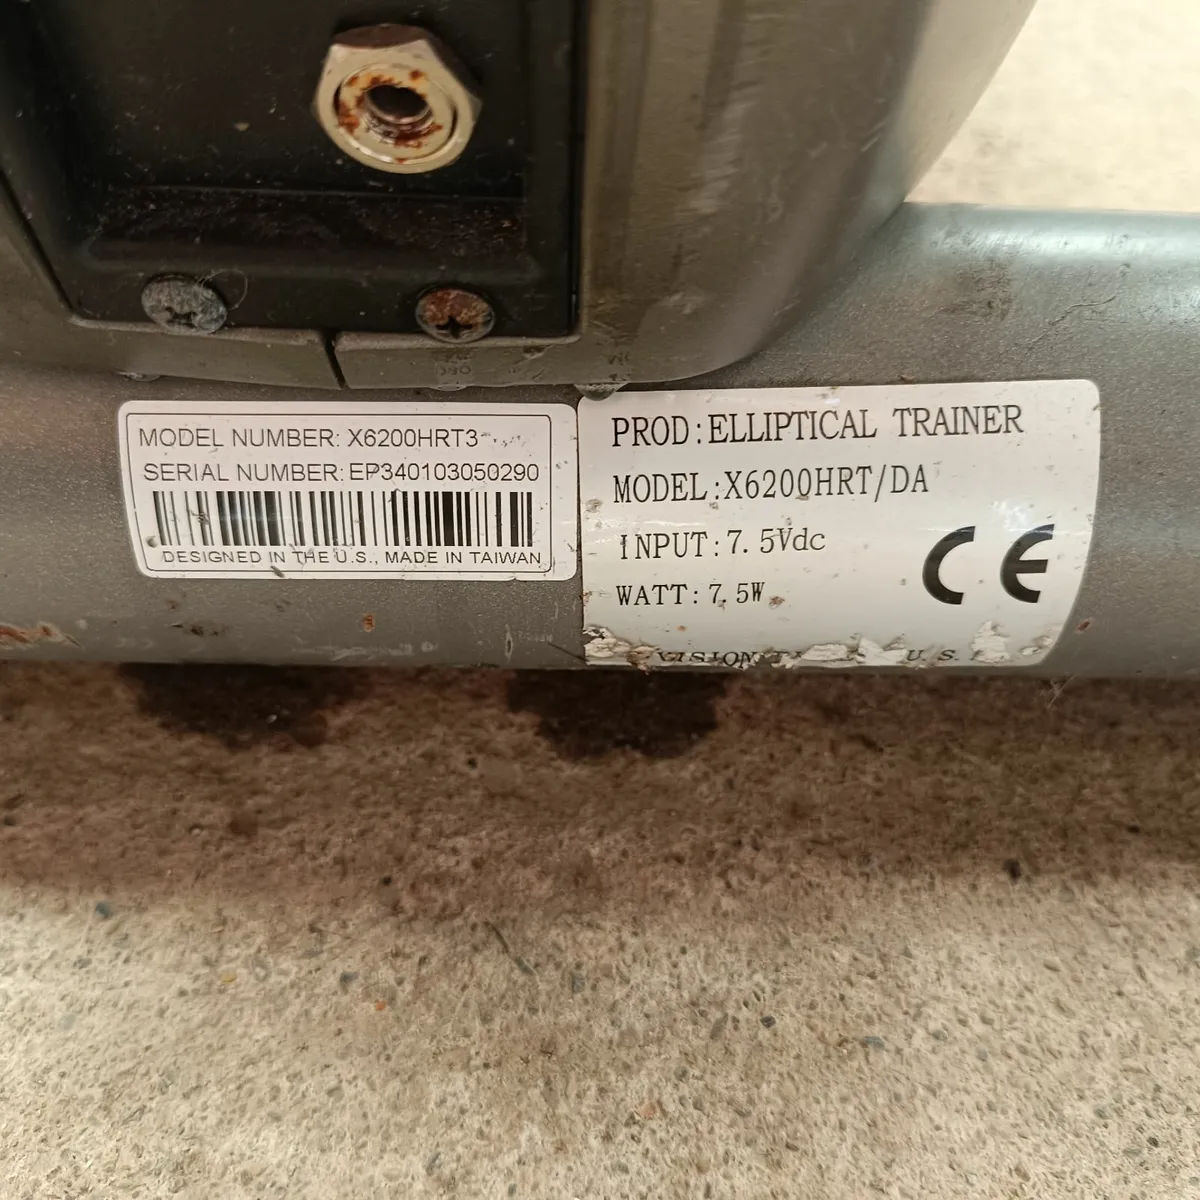 MODEL NUMBER: X6200HRT3
SERIAL NUMBER: EP340103050290
DESIGNED IN THE U.S., MADE IN TAIWAN
PROD:ELLIPTICAL TRAINER
MODEL:X6200HRT/DA
INPUT:7.5Vdc
WATT:7.5W
CE
VISION U.S.